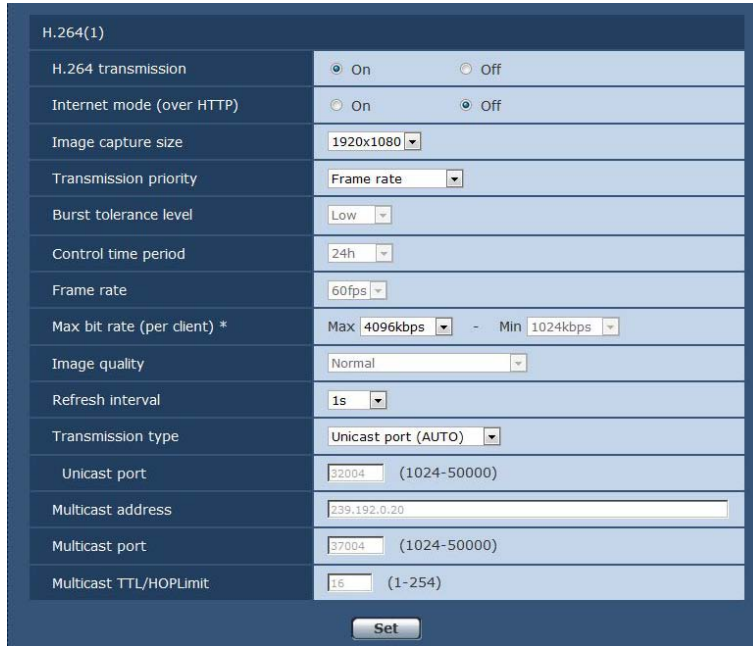 H.264(1)
H.264 transmission On Off
Internet mode (over HTTP) On Off
Image capture size 1920x1080
Transmission priority Frame rate
Burst tolerance level Low
Control time period 24h
Frame rate 60fps
Max bit rate (per client) * Max 4096kbps - Min 1024kbps
Image quality Normal
Refresh interval 1s
Transmission type Unicast port (AUTO)
Unicast port 32004 (1024-50000)
Multicast address 239.192.0.20
Multicast port 37004 (1024-50000)
Multicast TTL/HOPLimit 16 (1-254)
Set